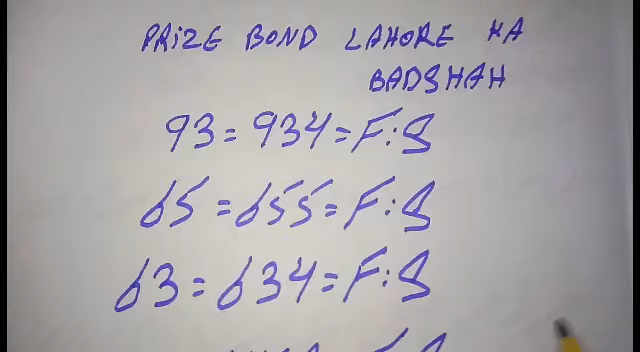 PRIZE BOND LAHORE KA
BADSHAH
93 = 934 = F:S
65 = 655 = F:S
63 = 634 = F:S